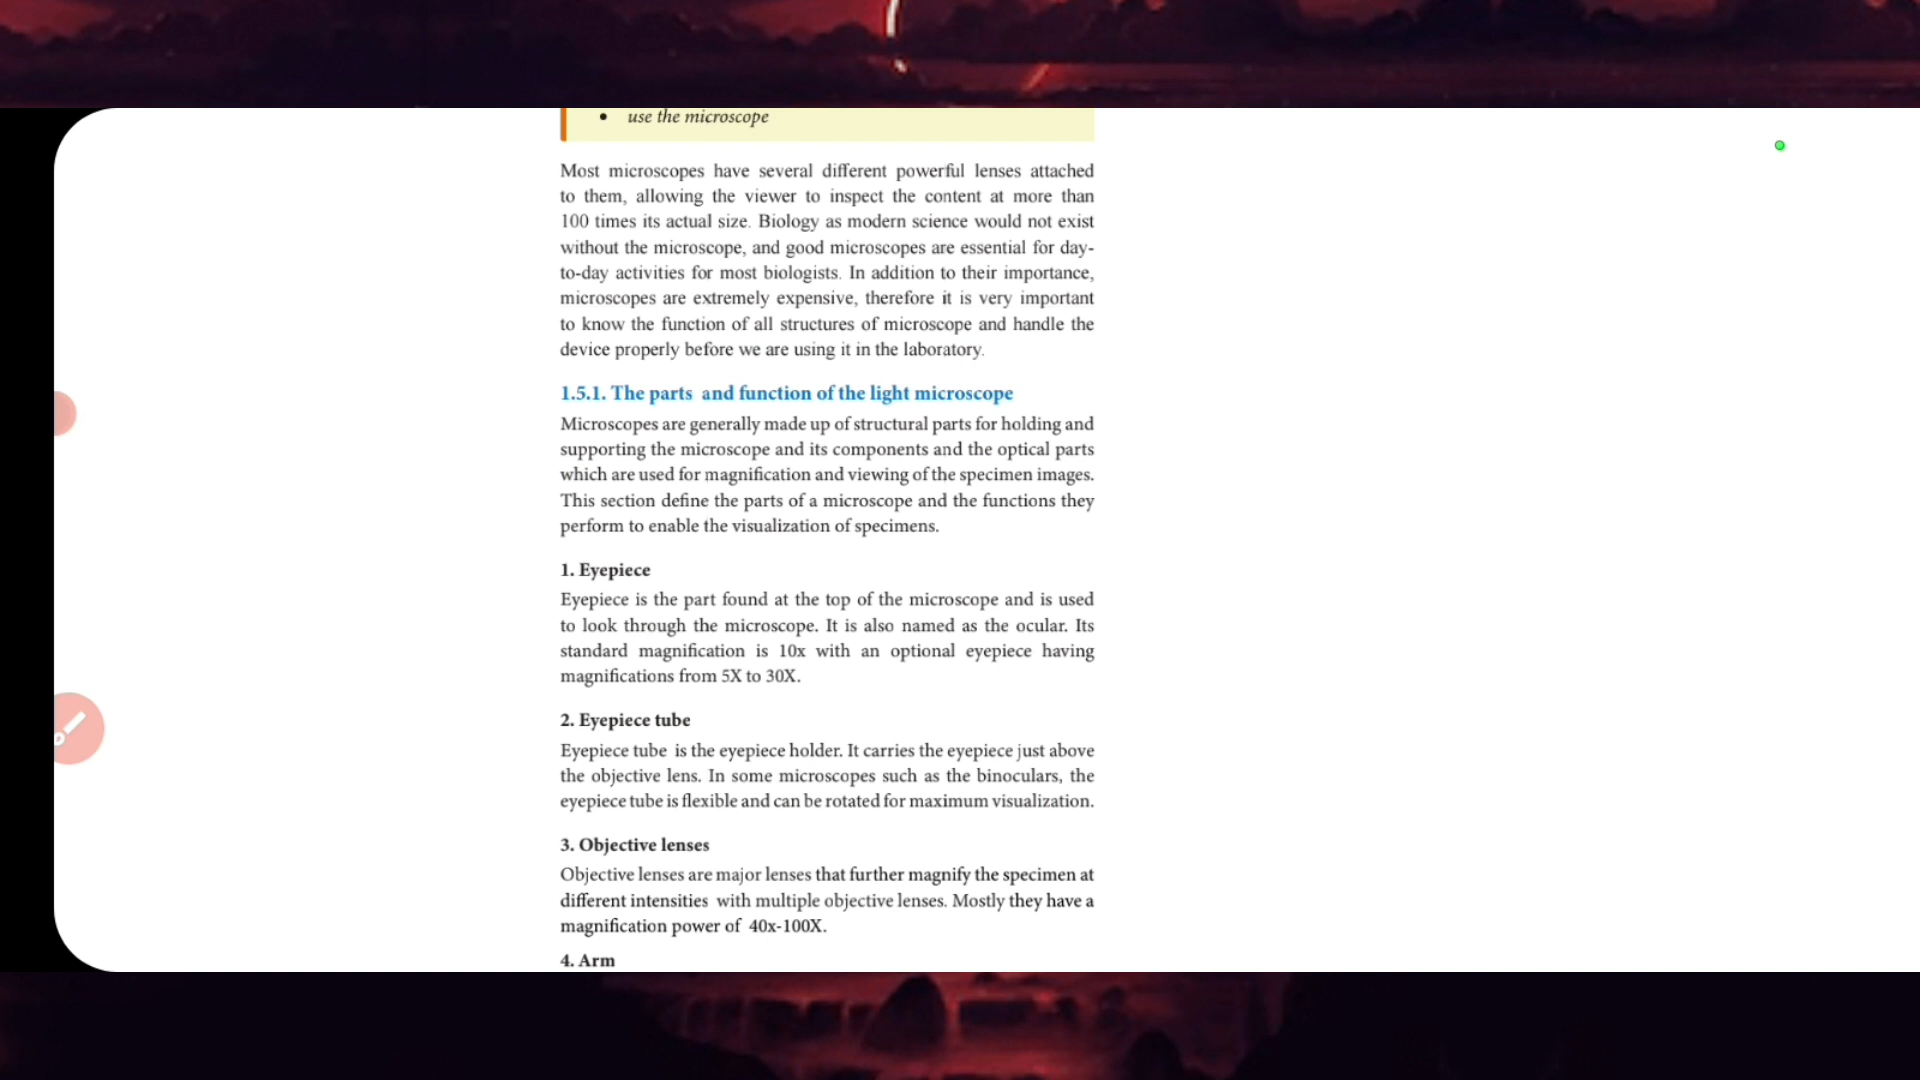 • use the microscope
Most microscopes have several different powerful lenses attached
to them, allowing the viewer to inspect the content at more than
100 times its actual size. Biology as modern science would not exist
without the microscope, and good microscopes are essential for day-
to-day activities for most biologists. In addition to their importance,
microscopes are extremely expensive, therefore it is very important
to know the function of all structures of microscope and handle the
device properly before we are using it in the laboratory.
1.5.1. The parts and function of the light microscope
Microscopes are generally made up of structural parts for holding and
supporting the microscope and its components and the optical parts
which are used for magnification and viewing of the specimen images.
This section define the parts of a microscope and the functions they
perform to enable the visualization of specimens.
1. Eyepiece
Eyepiece is the part found at the top of the microscope and is used
to look through the microscope. It is also named as the ocular. Its
standard magnification is 10x with an optional eyepiece having
magnifications from 5X to 30X.
2. Eyepiece tube
Eyepiece tube is the eyepiece holder. It carries the eyepiece just above
the objective lens. In some microscopes such as the binoculars, the
eyepiece tube is flexible and can be rotated for maximum visualization.
3. Objective lenses
Objective lenses are major lenses that further magnify the specimen at
different intensities with multiple objective lenses. Mostly they have a
magnification power of 40x-100X.
4. Arm